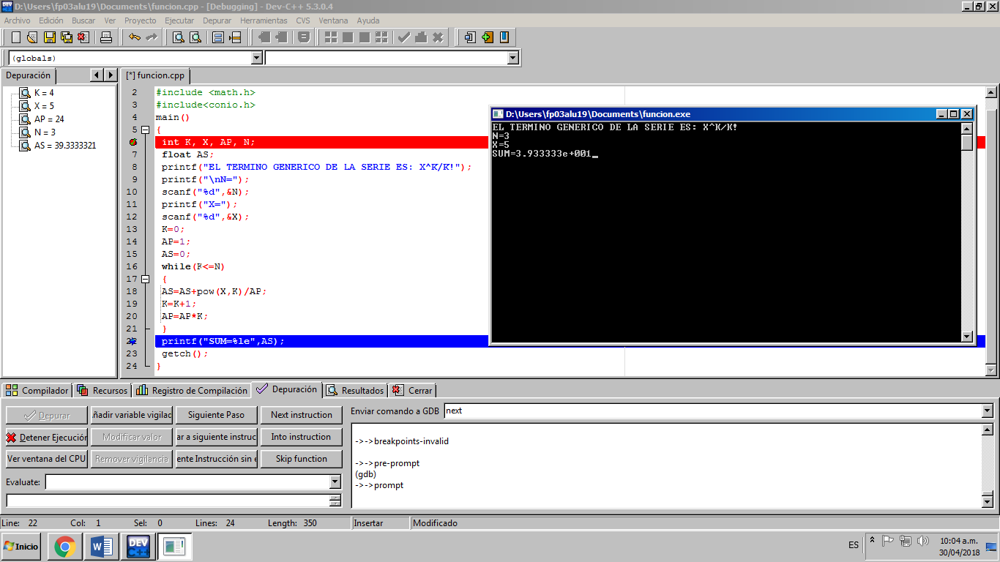 D:\Users\fp03alu19\Documents\funcion.cpp - [Debugging] - Dev-C++ 5.3.0.4
Archivo Edición Buscar Ver Proyecto Ejecutar Depurar Herramientas CVS Ventana Ayuda
(globals)
Depuración
[*] funcion.cpp
K = 4
X = 5
AP = 24
N = 3
AS = 39.3333321
2 #include <math.h>
3 #include<conio.h>
4 main()
5 {
int K, X, AP, N;
7 float AS;
8 printf("EL TERMINO GENERICO DE LA SERIE ES: X^K/K!");
9 printf("\nN=");
10 scanf("%d",&N);
11 printf("X=");
12 scanf("%d",&X);
13 K=0;
14 AP=1;
15 AS=0;
16 while(K<=N)
17 {
18 AS=AS+pow(X,K)/AP;
19 K=K+1;
20 AP=AP*K;
21 }
22 printf("SUM=%le",AS);
23 getch();
24 }
D:\Users\fp03alu19\Documents\funcion.exe
EL TERMINO GENERICO DE LA SERIE ES: X^K/K!
N=3
X=5
SUM=3.933333e+001_
Compilador Recursos Registro de Compilación Depuración Resultados Cerrar
Depurar ñadir variable vigilac Siguiente Paso Next instruction
Detener Ejecución Modificar valor ar a siguiente instruc Into instruction
Ver ventana del CPU Remover vigilancia ente Instrucción sin e Skip function
Evaluate:
Enviar comando a GDB next
->->breakpoints-invalid
->->pre-prompt
(gdb)
->->prompt
Line: 22 Col: 1 Sel: 0 Lines: 24 Length: 350 Insertar Modificado
Inicio
W
DEV
C++
ES
10:04 a.m.
30/04/2018